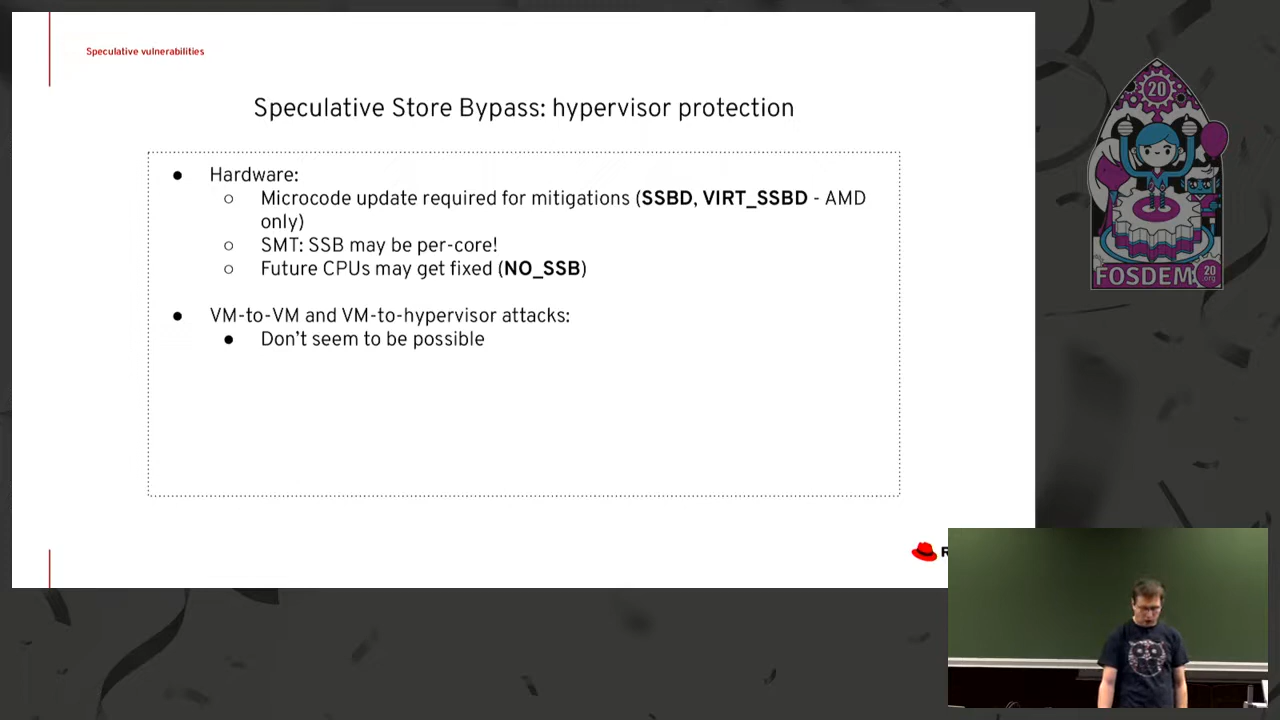 Speculative vulnerabilities
Speculative Store Bypass: hypervisor protection
● Hardware:
○ Microcode update required for mitigations (SSBD, VIRT_SSBD - AMD
only)
○ SMT: SSB may be per-core!
○ Future CPUs may get fixed (NO_SSB)
● VM-to-VM and VM-to-hypervisor attacks:
● Don't seem to be possible
20
FOSDEM
20
.org
R